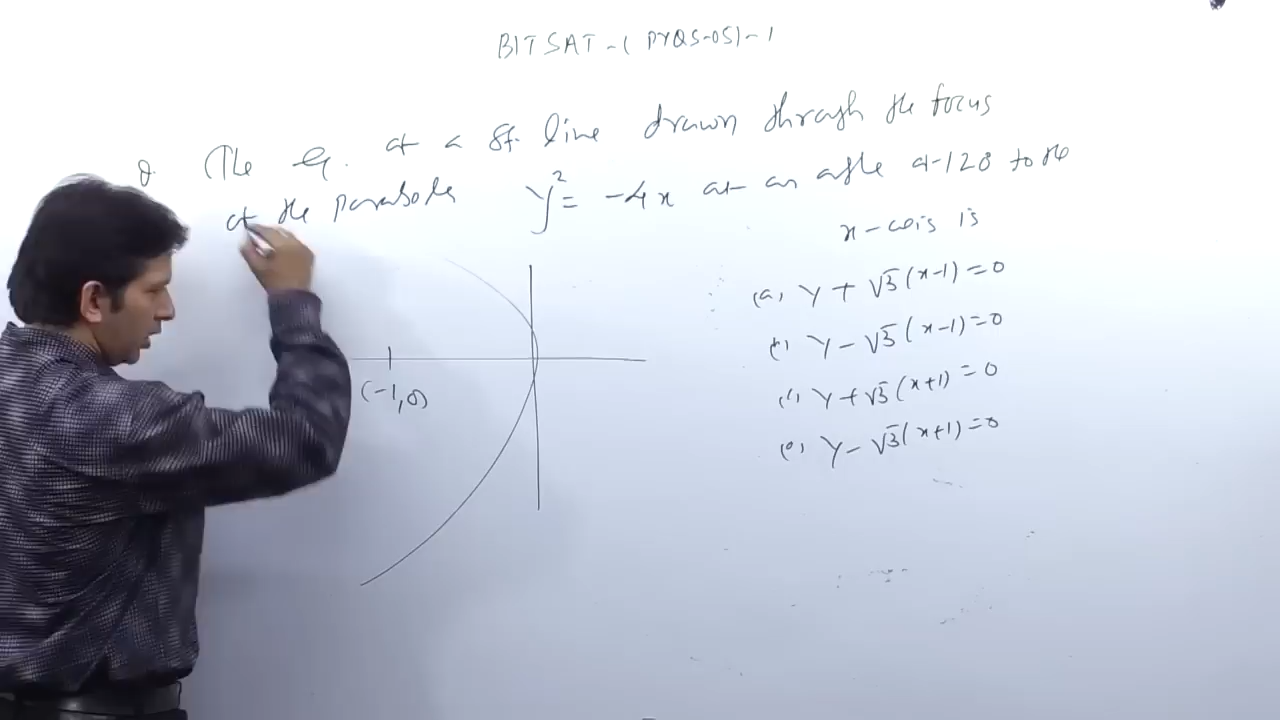 BITSAT - (PYQS-05) - 1
Q. The Eq. of a St. line drawn through the focus
of the parabola y² = -4x at an angle of 120 to the
x-axis is
(a) y + √3 (x-1) = 0
(b) y - √3 (x-1) = 0
(c) y + √3 (x+1) = 0
(d) y - √3 (x+1) = 0
(-1,0)